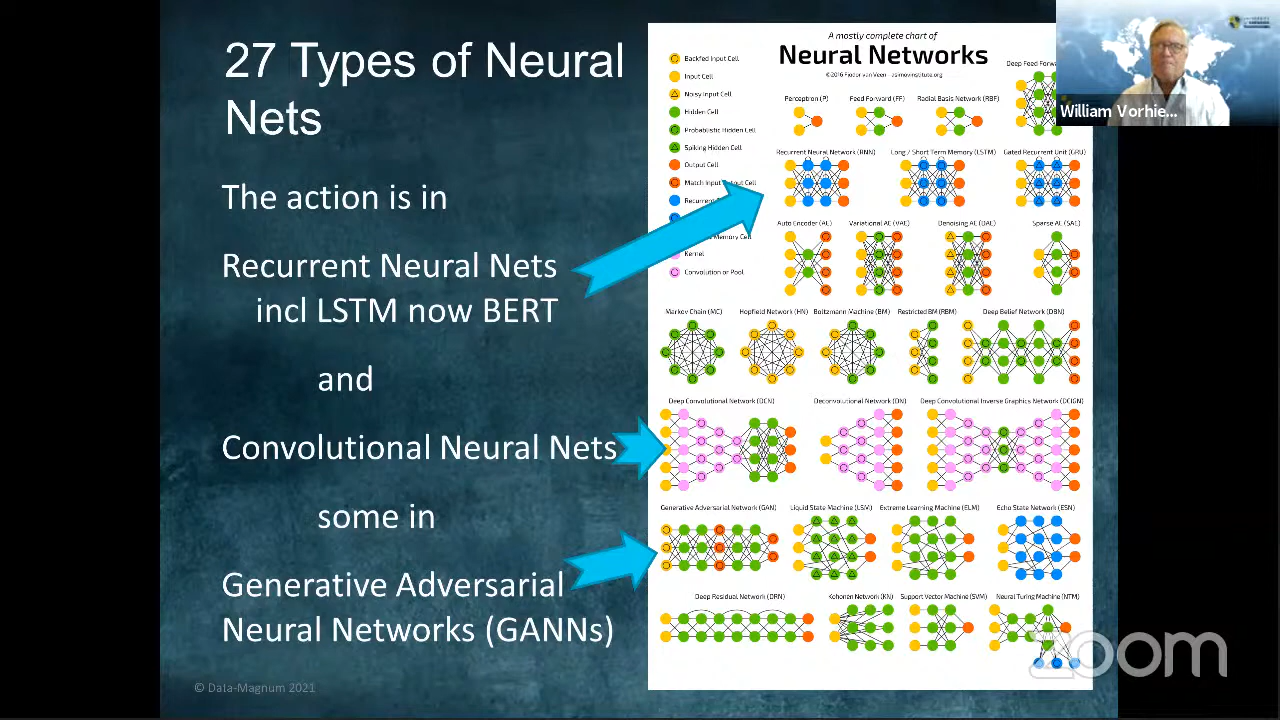 27 Types of Neural
Nets
The action is in
Recurrent Neural Nets
incl LSTM now BERT
and
Convolutional Neural Nets
some in
Generative Adversarial
Neural Networks (GANNs)
© Data-Magnum 2021
A mostly complete chart of
Neural Networks
©2016 Fjodor van Veen - asimovinstitute.org
Backfed Input Cell
Input Cell
Noisy Input Cell
Hidden Cell
Probablistic Hidden Cell
Spiking Hidden Cell
Output Cell
Match Input Output Cell
Recurrent
Memory Cell
Kernel
Convolution or Pool
Perceptron (P)
Feed Forward (FF)
Radial Basis Network (RBF)
Deep Feed Forw
Recurrent Neural Network (RNN)
Long / Short Term Memory (LSTM)
Gated Recurrent Unit (GRU)
Auto Encoder (AE)
Variational AE (VAE)
Denoising AE (DAE)
Sparse AE (SAE)
Markov Chain (MC)
Hopfield Network (HN)
Boltzmann Machine (BM)
Restricted BM (RBM)
Deep Belief Network (DBN)
Deep Convolutional Network (DCN)
Deconvolutional Network (DN)
Deep Convolutional Inverse Graphics Network (DCIGN)
Generative Adversarial Network (GAN)
Liquid State Machine (LSM)
Extreme Learning Machine (ELM)
Echo State Network (ESN)
Deep Residual Network (DRN)
Kohonen Network (KN)
Support Vector Machine (SVM)
Neural Turing Machine (NTM)
William Vorhie...
zoom